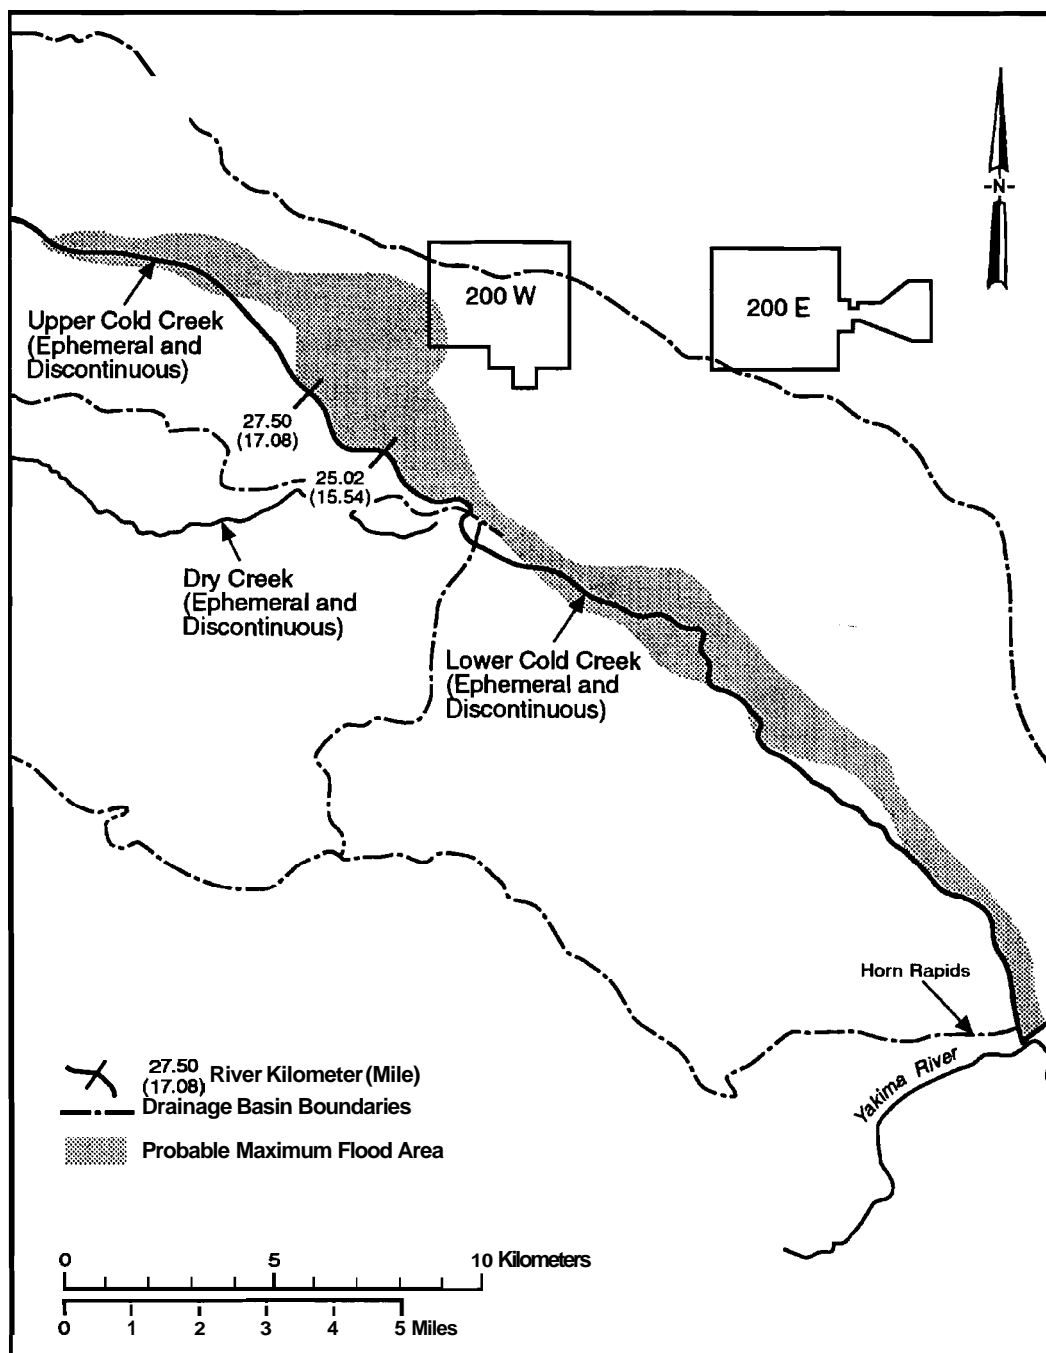 -N-
200 W
200 E
Upper Cold Creek
(Ephemeral and
Discontinuous)
27.50
(17.08)
25.02
(15.54)
Dry Creek
(Ephemeral and
Discontinuous)
Lower Cold Creek
(Ephemeral and
Discontinuous)
Horn Rapids
Yakima River
27.50
(17.08)
River Kilometer (Mile)
Drainage Basin Boundaries
Probable Maximum Flood Area
0 5 10 Kilometers
0 1 2 3 4 5 Miles